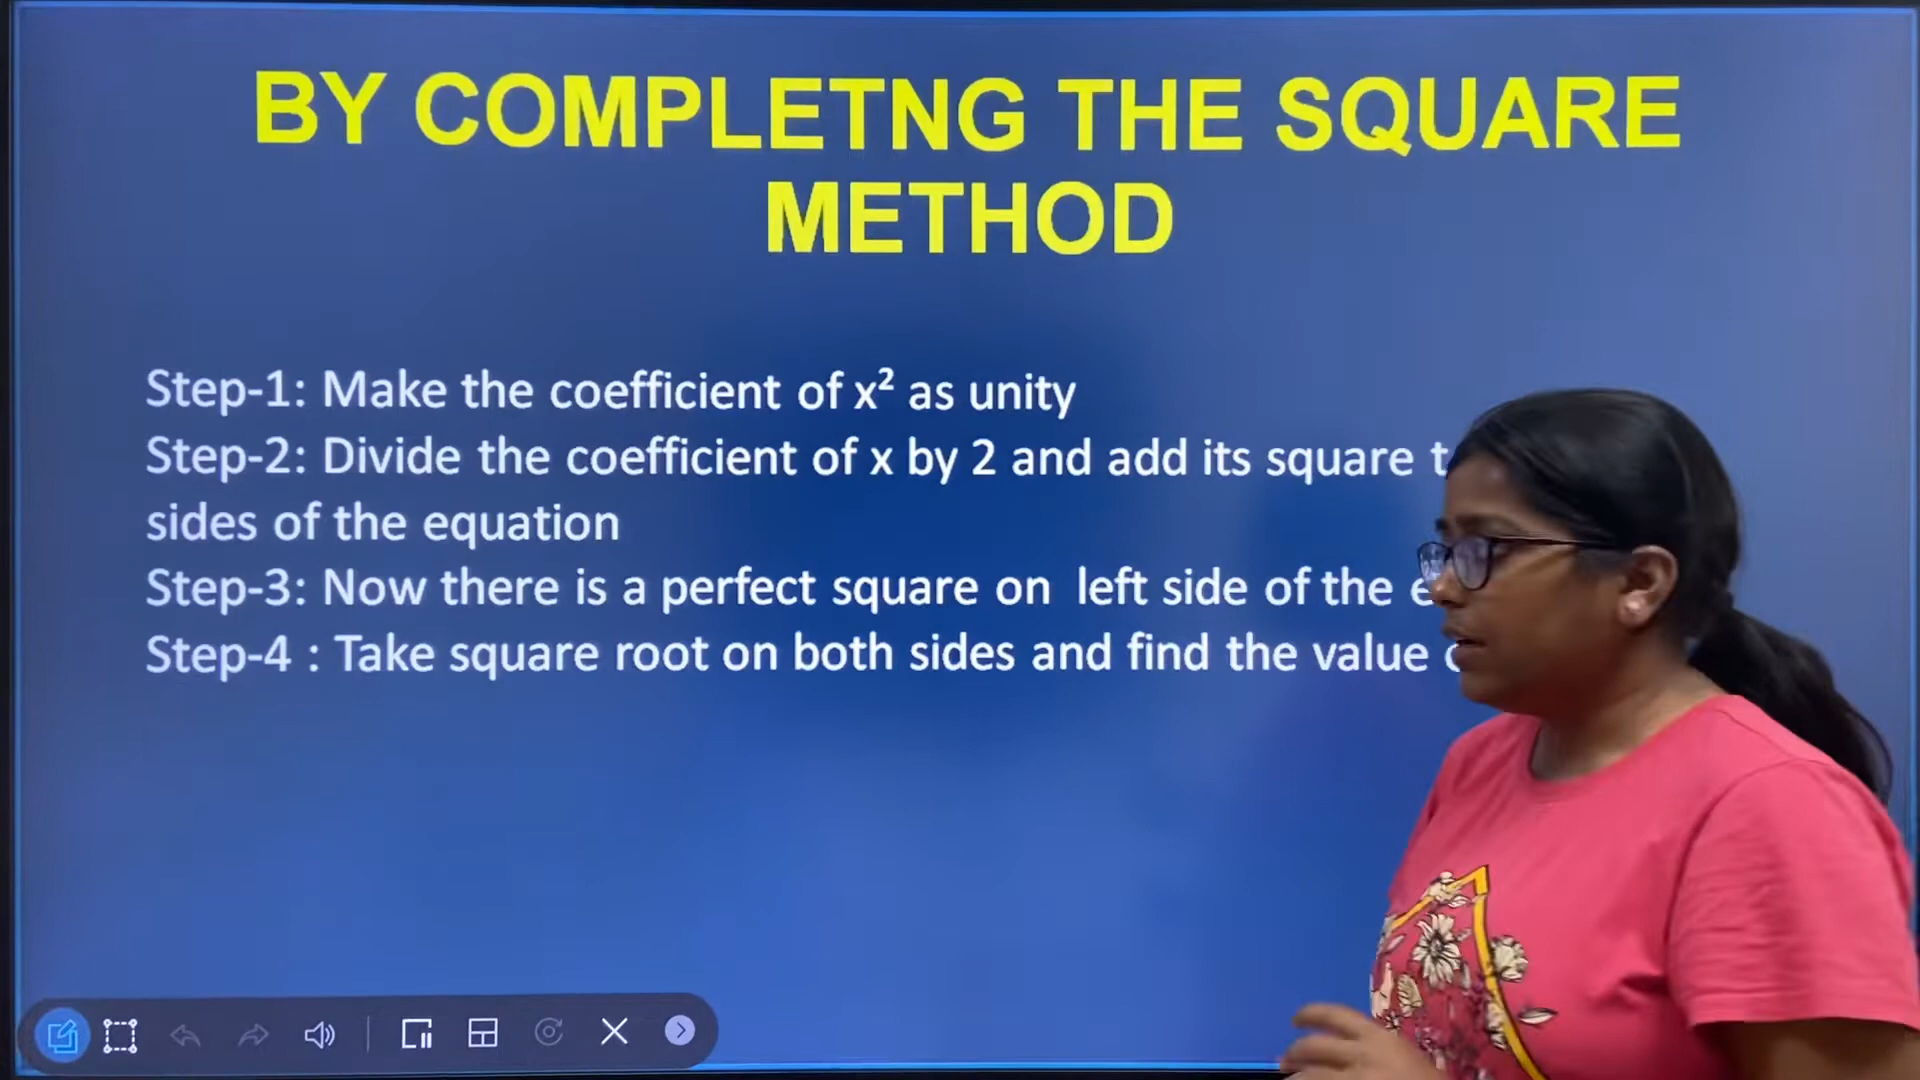 BY COMPLETNG THE SQUARE
METHOD
Step-1: Make the coefficient of x² as unity
Step-2: Divide the coefficient of x by 2 and add its square
sides of the equation
Step-3: Now there is a perfect square on left side of the
Step-4 : Take square root on both sides and find the value